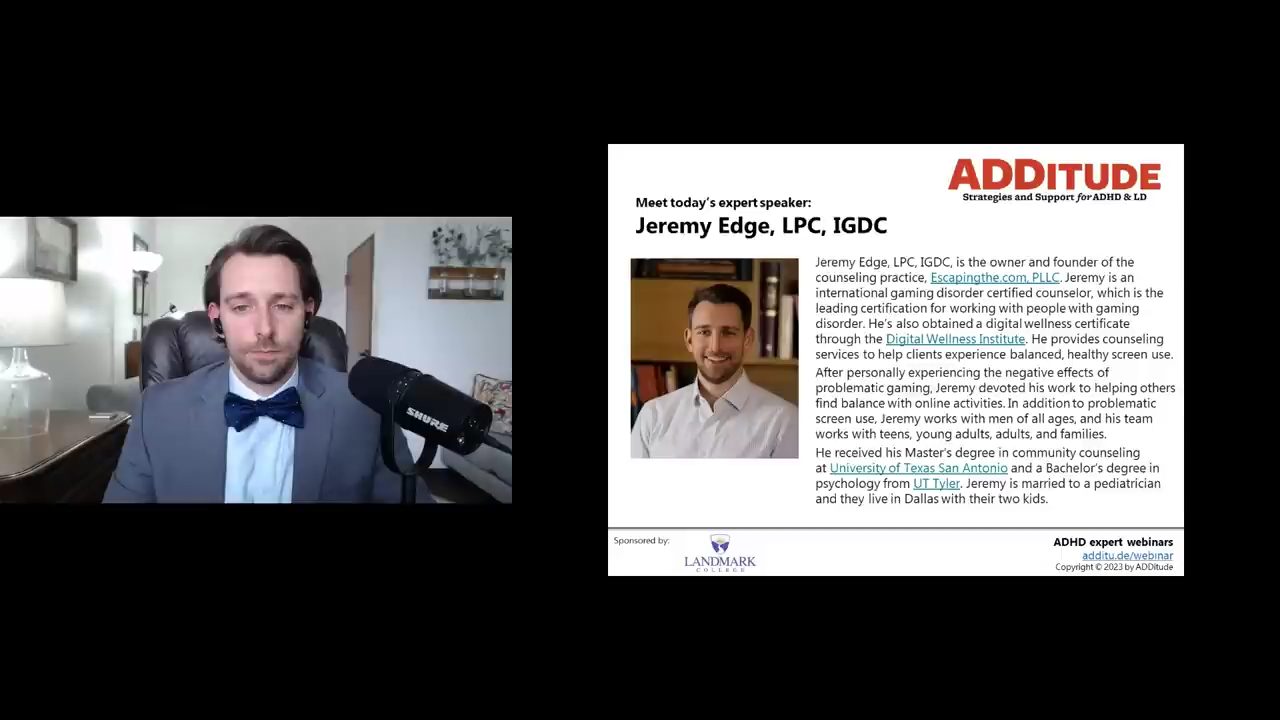 SHURE
ADDITUDE
Strategies and Support for ADHD & LD
Meet today's expert speaker:
Jeremy Edge, LPC, IGDC
Jeremy Edge, LPC, IGDC, is the owner and founder of the
counseling practice, Escapingthe.com, PLLC. Jeremy is an
international gaming disorder certified counselor, which is the
leading certification for working with people with gaming
disorder. He's also obtained a digital wellness certificate
through the Digital Wellness Institute. He provides counseling
services to help clients experience balanced, healthy screen use.
After personally experiencing the negative effects of
problematic gaming, Jeremy devoted his work to helping others
find balance with online activities. In addition to problematic
screen use, Jeremy works with men of all ages, and his team
works with teens, young adults, adults, and families.
He received his Master's degree in community counseling
at University of Texas San Antonio and a Bachelor's degree in
psychology from UT Tyler. Jeremy is married to a pediatrician
and they live in Dallas with their two kids.
Sponsored by:
LANDMARK
COLLEGE
ADHD expert webinars
additu.de/webinar
Copyright © 2023 by ADDitude